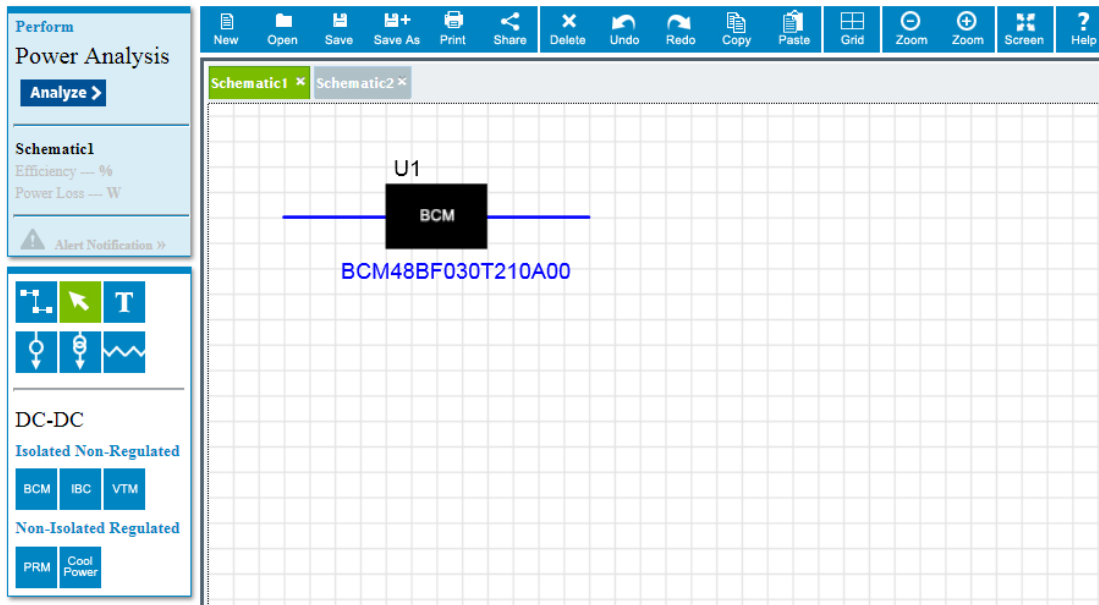 Perform
Power Analysis
Analyze
Schematic1
Efficiency — %
Power Loss — W
Alert Notification »
T
DC-DC
Isolated Non-Regulated
BCM IBC VTM
Non-Isolated Regulated
PRM Cool Power
New Open Save Save As Print Share Delete Undo Redo Copy Paste Grid Zoom Zoom Screen Help
Schematic1 × Schematic2 ×
U1
BCM
BCM48BF030T210A00